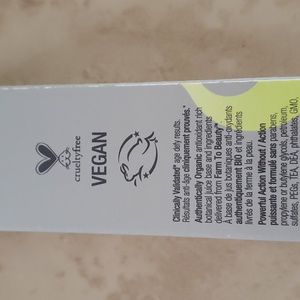 crueltyfree
VEGAN
Clinically Validated* age defy results.
Résultats anti-âge cliniquement prouvés.*
Authentically Organic antioxidant rich
botanical juice base and ingredients
delivered from Farm To Beauty™.
À base de jus botaniques anti-oxydants
authentiquement BIO et ingrédients
livrés de la ferme à la peau.
Powerful Action Without / Action
puissante et formulé sans parabens,
propylene or butylene glycols, petroleum,
sulfates, PEGs, TEA, DEA, phthalates, GMO,